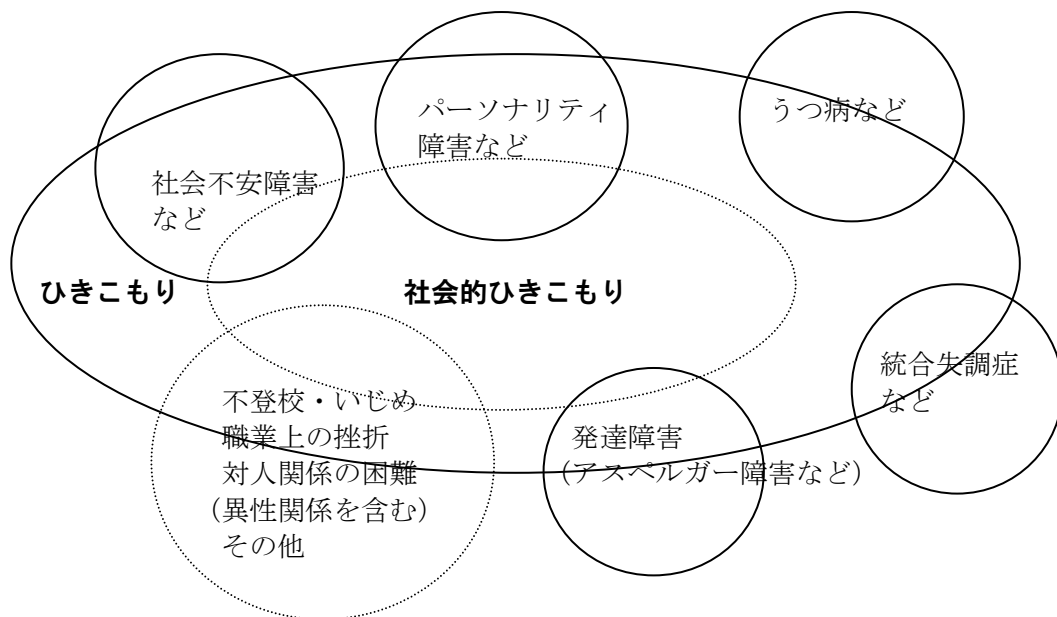 パーソナリティ
障害など
うつ病など
社会不安障害
など
ひきこもり
社会的ひきこもり
統合失調症
など
不登校・いじめ
職業上の挫折
対人関係の困難
（異性関係を含む）
その他
発達障害
（アスペルガー障害など）